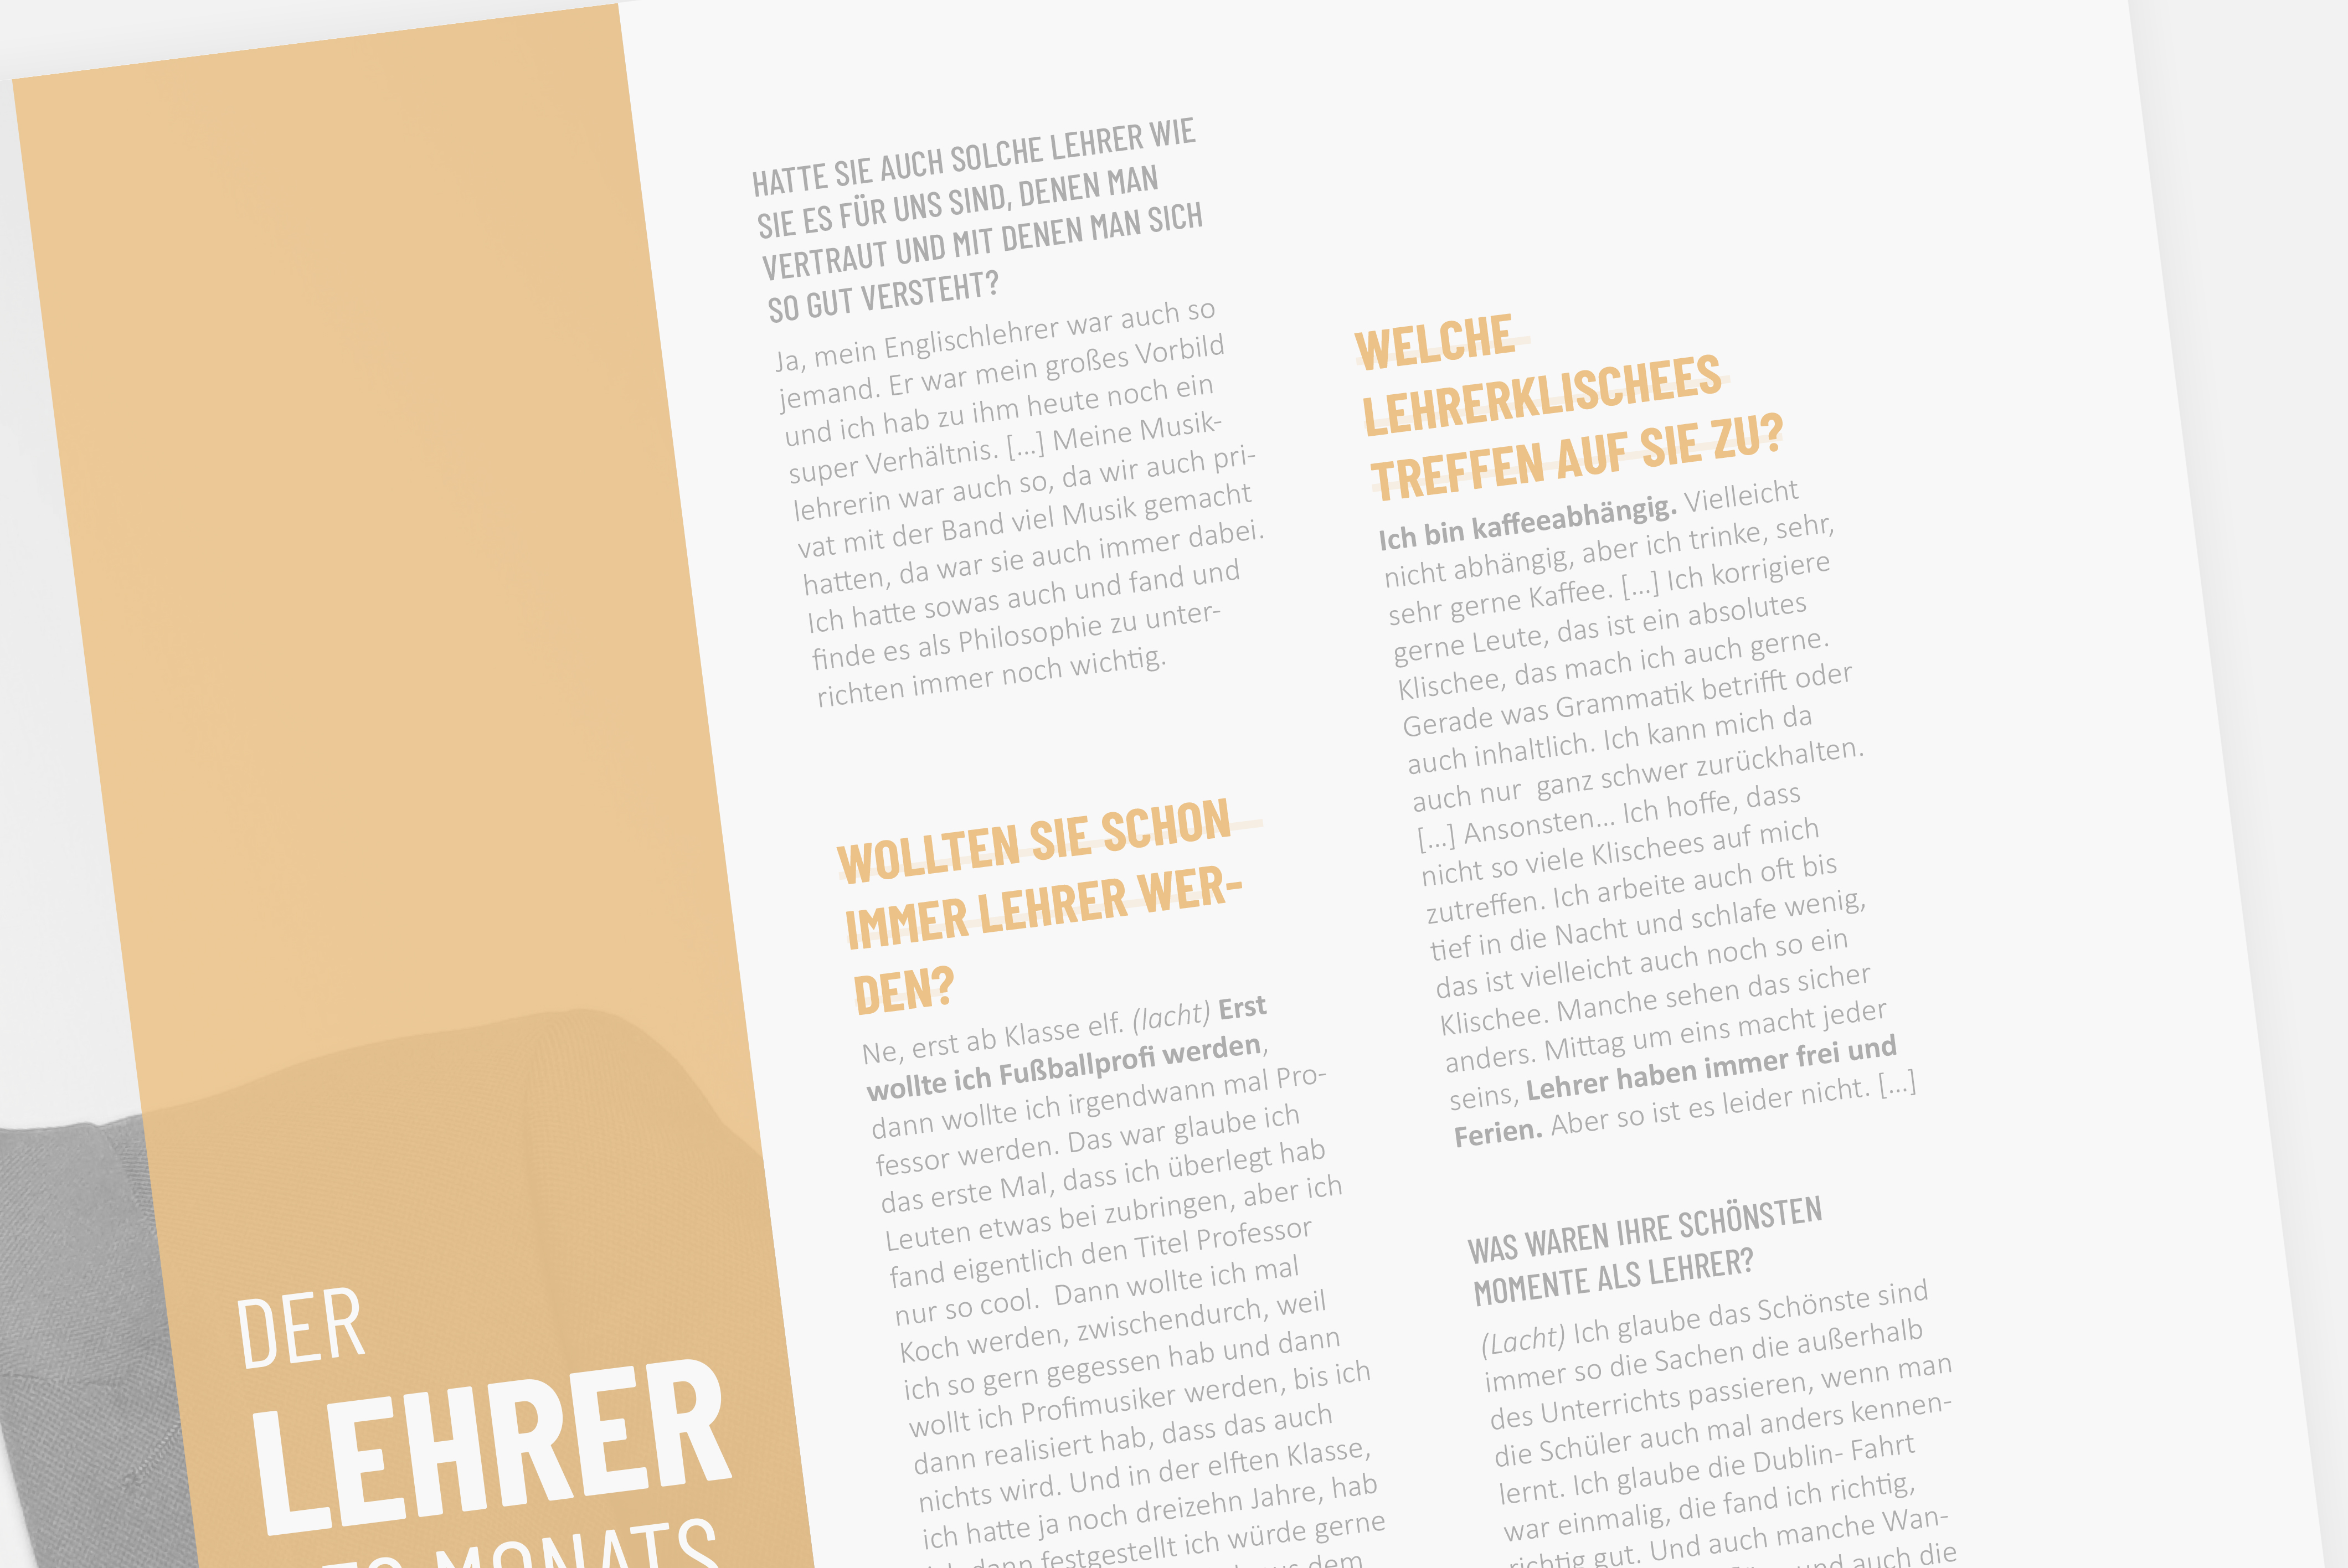 HATTE SIE AUCH SOLCHE LEHRER WIE
SIE ES FÜR UNS SIND, DENEN MAN
VERTRAUT UND MIT DENEN MAN SICH
SO GUT VERSTEHT?
Ja, mein Englischlehrer war auch so
jemand. Er war mein großes Vorbild
und ich hab zu ihm heute noch ein
super Verhältnis. [...] Meine Musik-
lehrerin war auch so, da wir auch pri-
vat mit der Band viel Musik gemacht
hatten, da war sie auch immer dabei.
Ich hatte sowas auch und fand und
finde es als Philosophie zu unter-
richten immer noch wichtig.
WOLLTEN SIE SCHON
IMMER LEHRER WER-
DEN?
Ne, erst ab Klasse elf. (lacht) Erst
wollte ich Fußballprofi werden,
dann wollte ich irgendwann mal Pro-
fessor werden. Das war glaube ich
das erste Mal, dass ich überlegt hab
Leuten etwas bei zubringen, aber ich
fand eigentlich den Titel Professor
nur so cool.  Dann wollte ich mal
Koch werden, zwischendurch, weil
ich so gern gegessen hab und dann
wollt ich Profimusiker werden, bis ich
dann realisiert hab, dass das auch
nichts wird. Und in der elften Klasse,
ich hatte ja noch dreizehn Jahre, hab
dann festgestellt ich würde gerne
dem
WELCHE
LEHRERKLISCHEES
TREFFEN AUF SIE ZU?
Ich bin kaffeeabhängig. Vielleicht
nicht abhängig, aber ich trinke, sehr,
sehr gerne Kaffee. [...] Ich korrigiere
gerne Leute, das ist ein absolutes
Klischee, das mach ich auch gerne.
Gerade was Grammatik betrifft oder
auch inhaltlich. Ich kann mich da
auch nur  ganz schwer zurückhalten.
[...] Ansonsten... Ich hoffe, dass
nicht so viele Klischees auf mich
zutreffen. Ich arbeite auch oft bis
tief in die Nacht und schlafe wenig,
das ist vielleicht auch noch so ein
Klischee. Manche sehen das sicher
anders. Mittag um eins macht jeder
seins, Lehrer haben immer frei und
Ferien. Aber so ist es leider nicht. [...]
WAS WAREN IHRE SCHÖNSTEN
MOMENTE ALS LEHRER?
(Lacht) Ich glaube das Schönste sind
immer so die Sachen die außerhalb
des Unterrichts passieren, wenn man
die Schüler auch mal anders kennen-
lernt. Ich glaube die Dublin- Fahrt
war einmalig, die fand ich richtig,
richtig gut. Und auch manche Wan-
und auch die
DER
LEHRER
MONATS